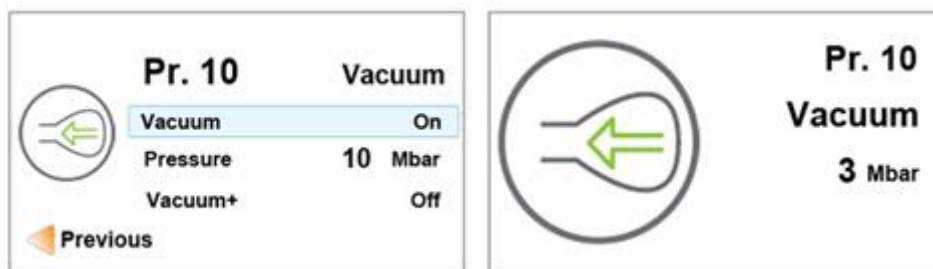 Pr. 10 Vacuum
Vacuum On
Pressure 10 Mbar
Vacuum+ Off
Previous
Pr. 10
Vacuum
3 Mbar